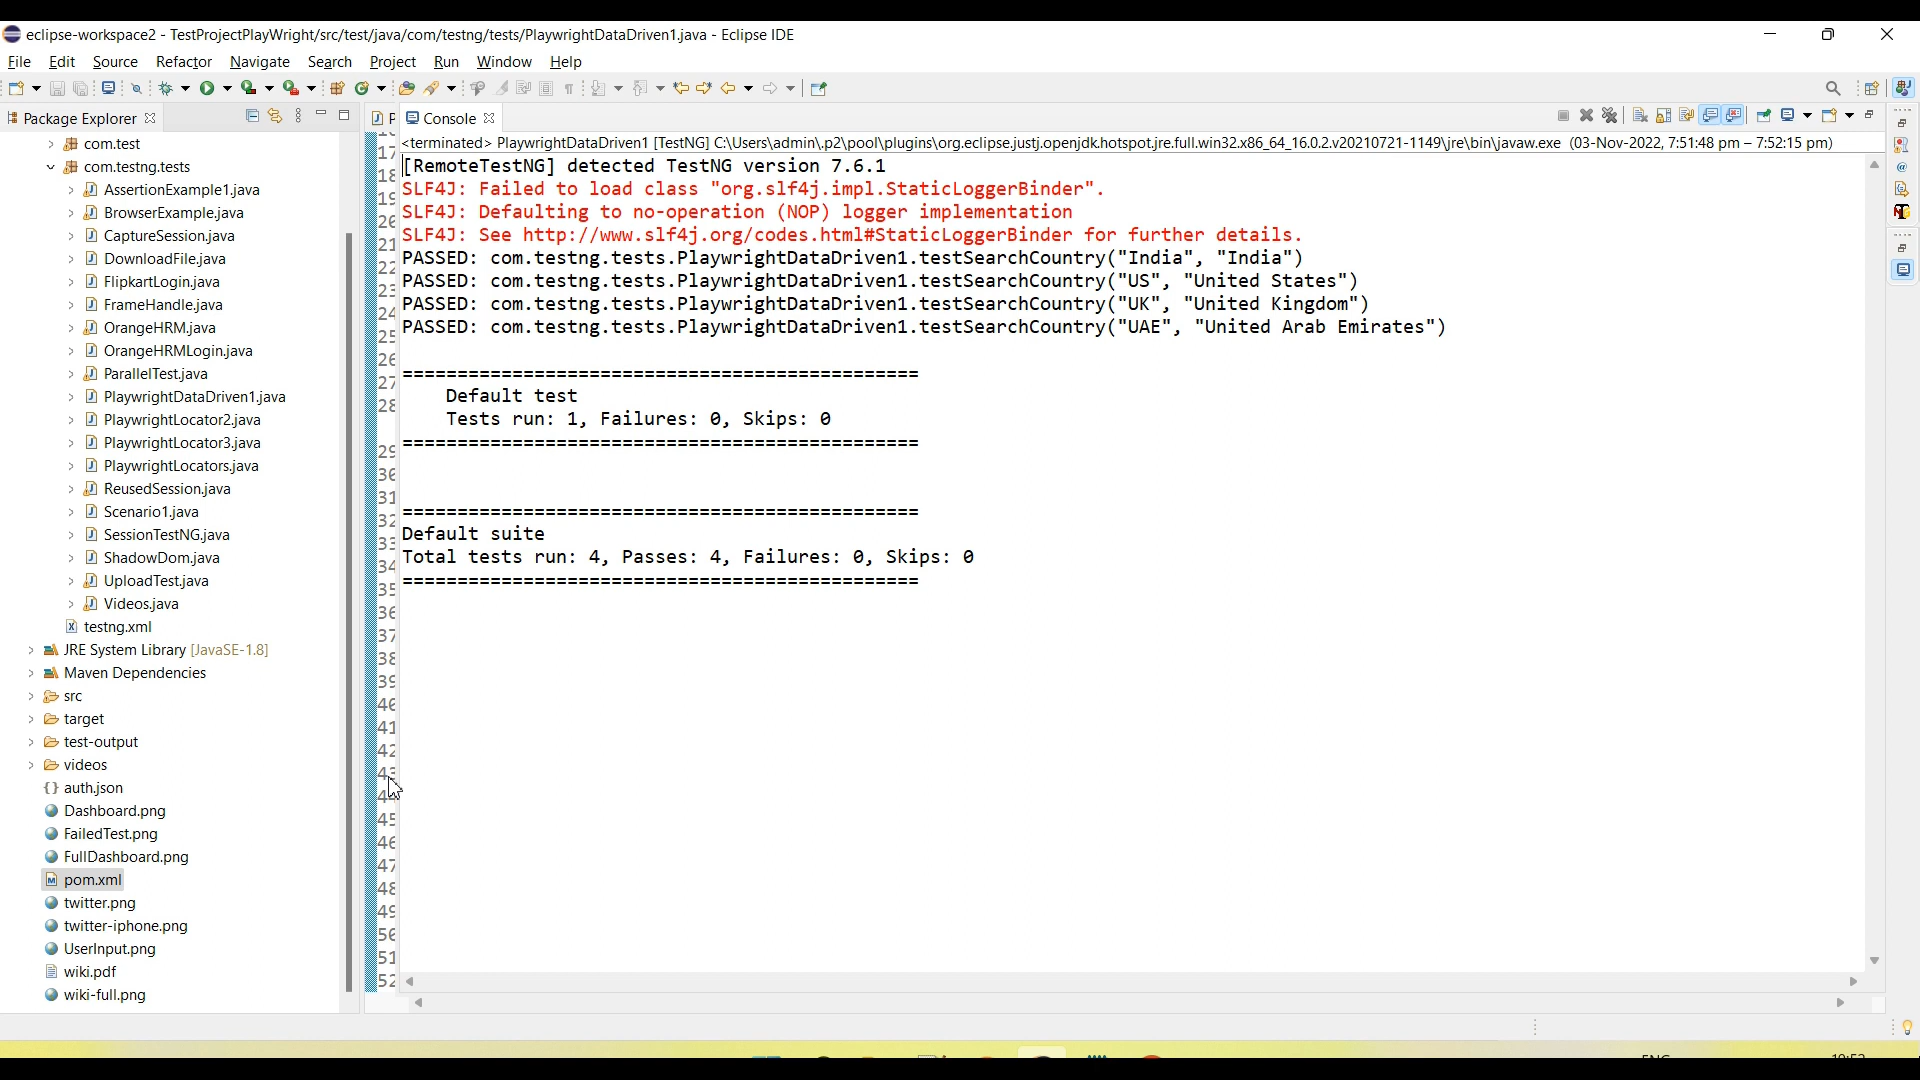 eclipse-workspace2 - TestProjectPlayWright/src/test/java/com/testng/tests/PlaywrightDataDriven1.java - Eclipse IDE
File Edit Source Refactor Navigate Search Project Run Window Help
Package Explorer
com.test
com.testng.tests
AssertionExample1.java
BrowserExample.java
CaptureSession.java
DownloadFile.java
FlipkartLogin.java
FrameHandle.java
OrangeHRM.java
OrangeHRMLogin.java
ParallelTest.java
PlaywrightDataDriven1.java
PlaywrightLocator2.java
PlaywrightLocator3.java
PlaywrightLocators.java
ReusedSession.java
Scenario1.java
SessionTestNG.java
ShadowDom.java
UploadTest.java
Videos.java
testng.xml
JRE System Library [JavaSE-1.8]
Maven Dependencies
src
target
test-output
videos
auth.json
Dashboard.png
FailedTest.png
FullDashboard.png
pom.xml
twitter.png
twitter-iphone.png
UserInput.png
wiki.pdf
wiki-full.png
Console
<terminated> PlaywrightDataDriven1 [TestNG] C:\Users\admin\.p2\pool\plugins\org.eclipse.justj.openjdk.hotspot.jre.full.win32.x86_64_16.0.2.v20210721-1149\jre\bin\javaw.exe (03-Nov-2022, 7:51:48 pm – 7:52:15 pm)
[RemoteTestNG] detected TestNG version 7.6.1
SLF4J: Failed to load class "org.slf4j.impl.StaticLoggerBinder".
SLF4J: Defaulting to no-operation (NOP) logger implementation
SLF4J: See http://www.slf4j.org/codes.html#StaticLoggerBinder for further details.
PASSED: com.testng.tests.PlaywrightDataDriven1.testSearchCountry("India", "India")
PASSED: com.testng.tests.PlaywrightDataDriven1.testSearchCountry("US", "United States")
PASSED: com.testng.tests.PlaywrightDataDriven1.testSearchCountry("UK", "United Kingdom")
PASSED: com.testng.tests.PlaywrightDataDriven1.testSearchCountry("UAE", "United Arab Emirates")
===============================================
Default test
Tests run: 1, Failures: 0, Skips: 0
===============================================
===============================================
Default suite
Total tests run: 4, Passes: 4, Failures: 0, Skips: 0
===============================================